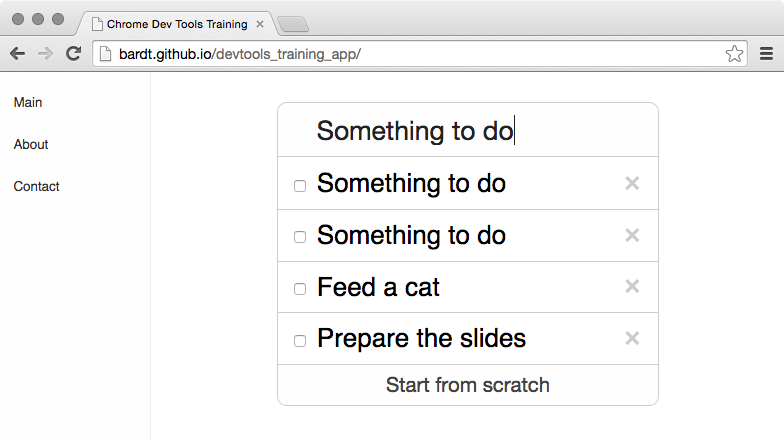 Chrome Dev Tools Training
bardt.github.io/devtools_training_app/
Main
About
Contact
Something to do
Something to do
Something to do
Feed a cat
Prepare the slides
Start from scratch